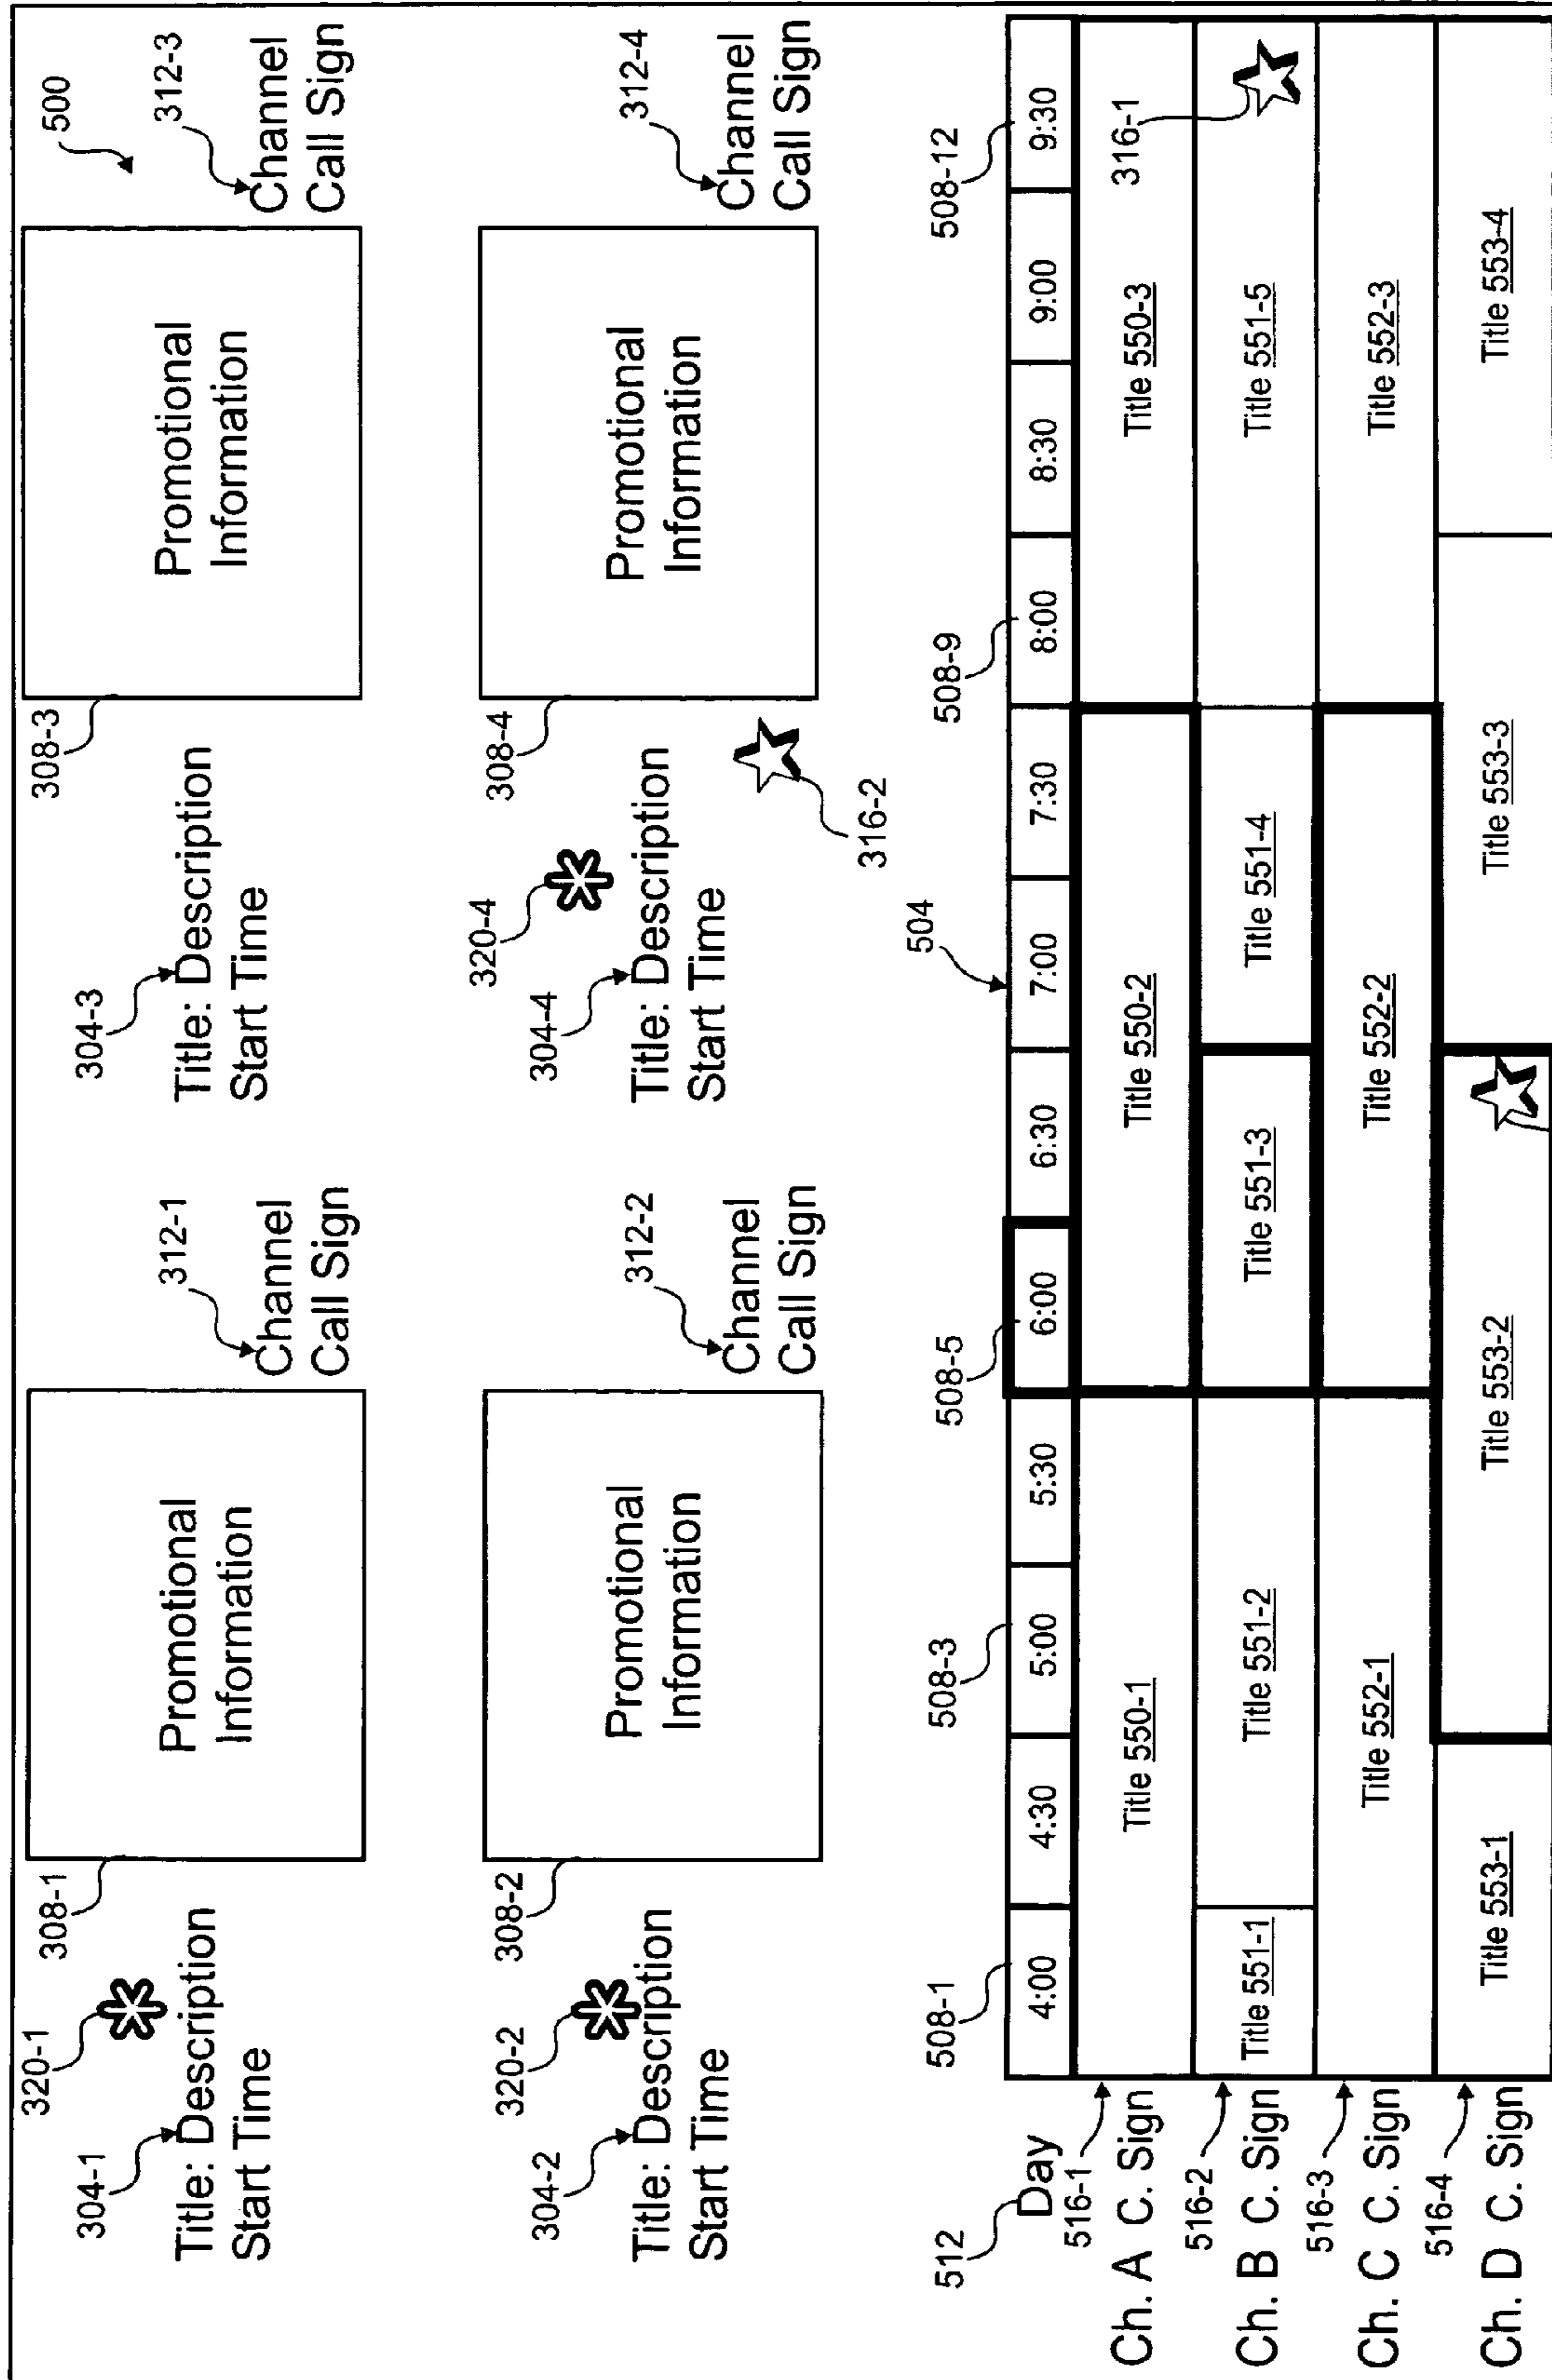 500
320-1
304-1
Title: Description
Start Time
308-1
Promotional
Information
312-1
Channel
Call Sign
304-3
Title: Description
Start Time
308-3
Promotional
Information
312-3
Channel
Call Sign
320-2
304-2
Title: Description
Start Time
308-2
Promotional
Information
312-2
Channel
Call Sign
320-4
304-4
Title: Description
Start Time
308-4
316-2
Promotional
Information
312-4
Channel
Call Sign
508-1
508-3
508-5
504
508-9
508-12
512
Day
4:00
4:30
5:00
5:30
6:00
6:30
7:00
7:30
8:00
8:30
9:00
9:30
516-1
Ch. A C. Sign
Title 550-1
Title 550-2
Title 550-3
316-1
516-2
Ch. B C. Sign
Title 551-1
Title 551-2
Title 551-3
Title 551-4
Title 551-5
516-3
Ch. C C. Sign
Title 552-1
Title 552-2
Title 552-3
516-4
Ch. D C. Sign
Title 553-1
Title 553-2
Title 553-3
Title 553-4